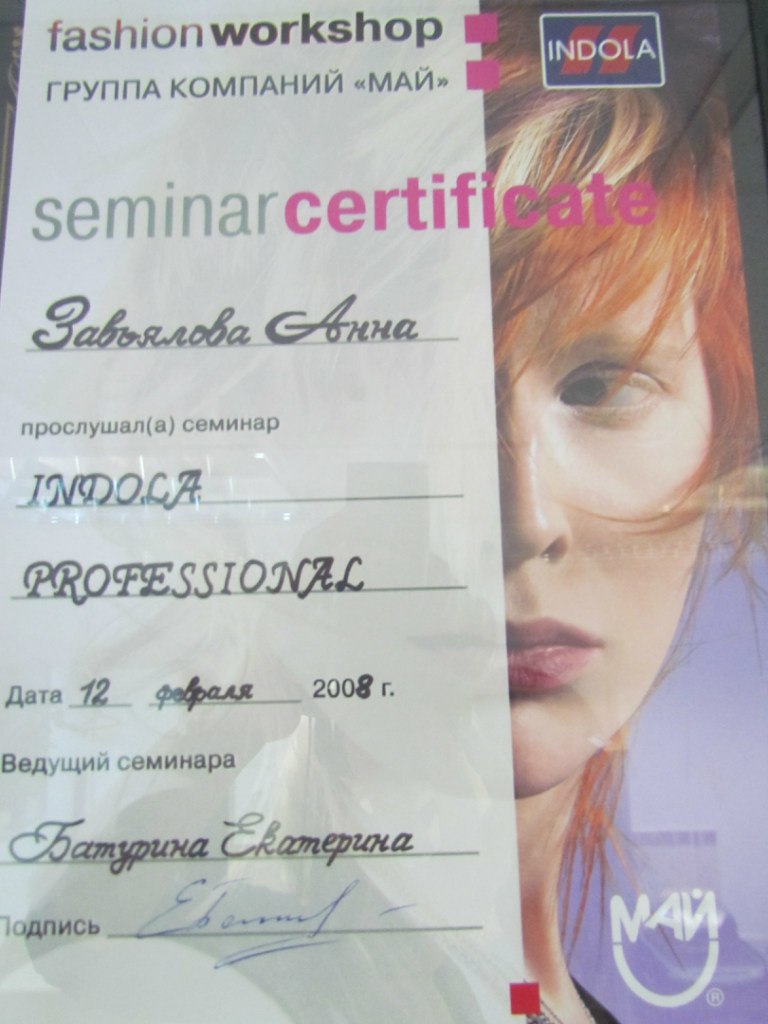 fashionworkshop
ГРУППА КОМПАНИЙ «МАЙ»
INDOLA
seminarcertificate
Завьялова Анна
прослушал(а) семинар
INDOLA
PROFESSIONAL
Дата 12 февраля 2008 г.
Ведущий семинара
Батурина Екатерина
Подпись
МАЙ
®